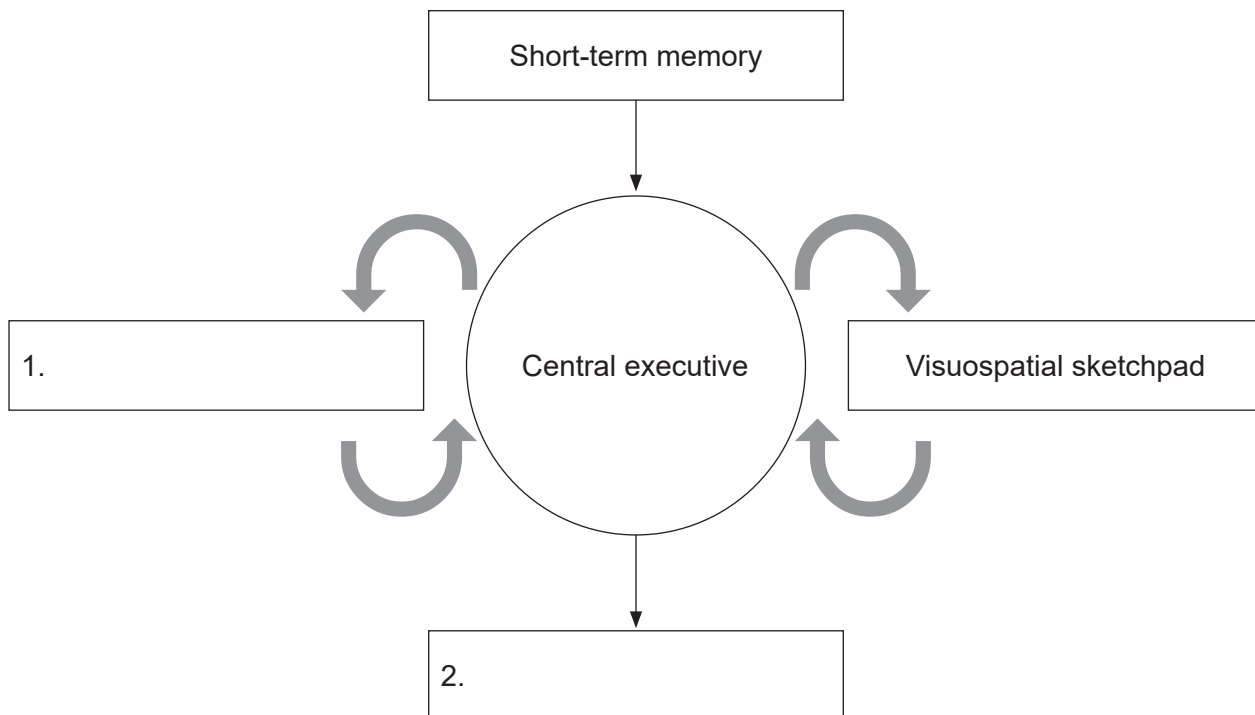 Short-term memory
1.
Central executive
Visuospatial sketchpad
2.